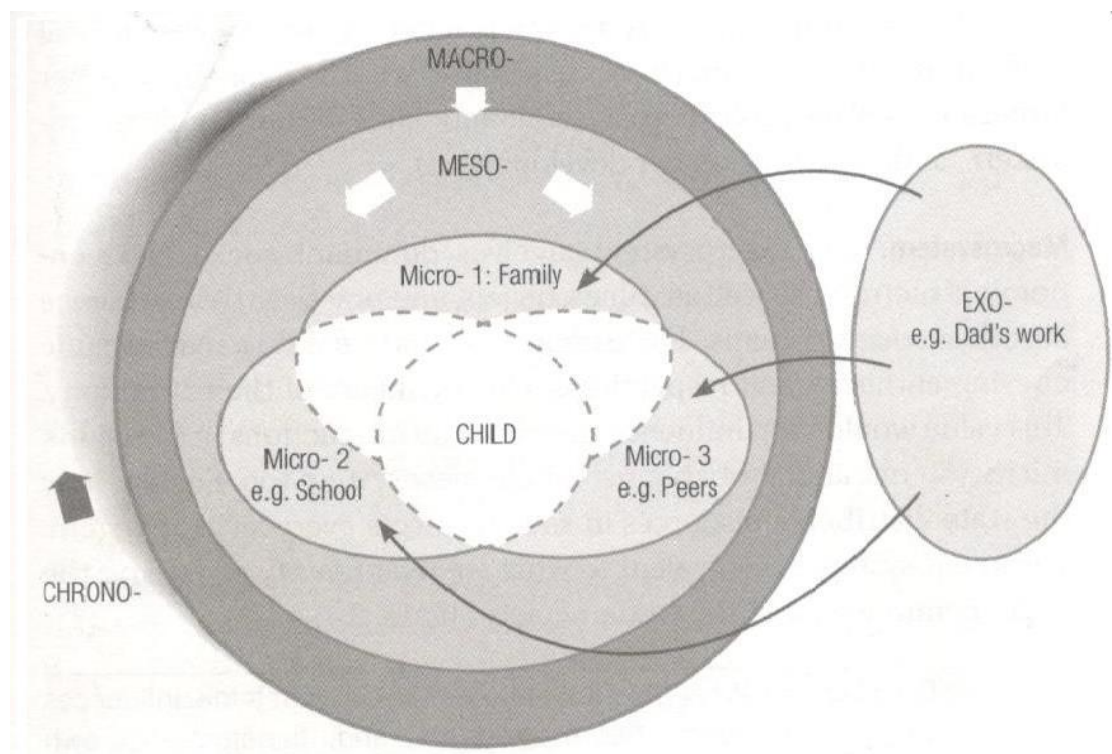 MACRO-
MESO-
Micro- 1: Family
EXO-
e.g. Dad's work
CHILD
Micro- 2
e.g. School
Micro- 3
e.g. Peers
CHRONO-